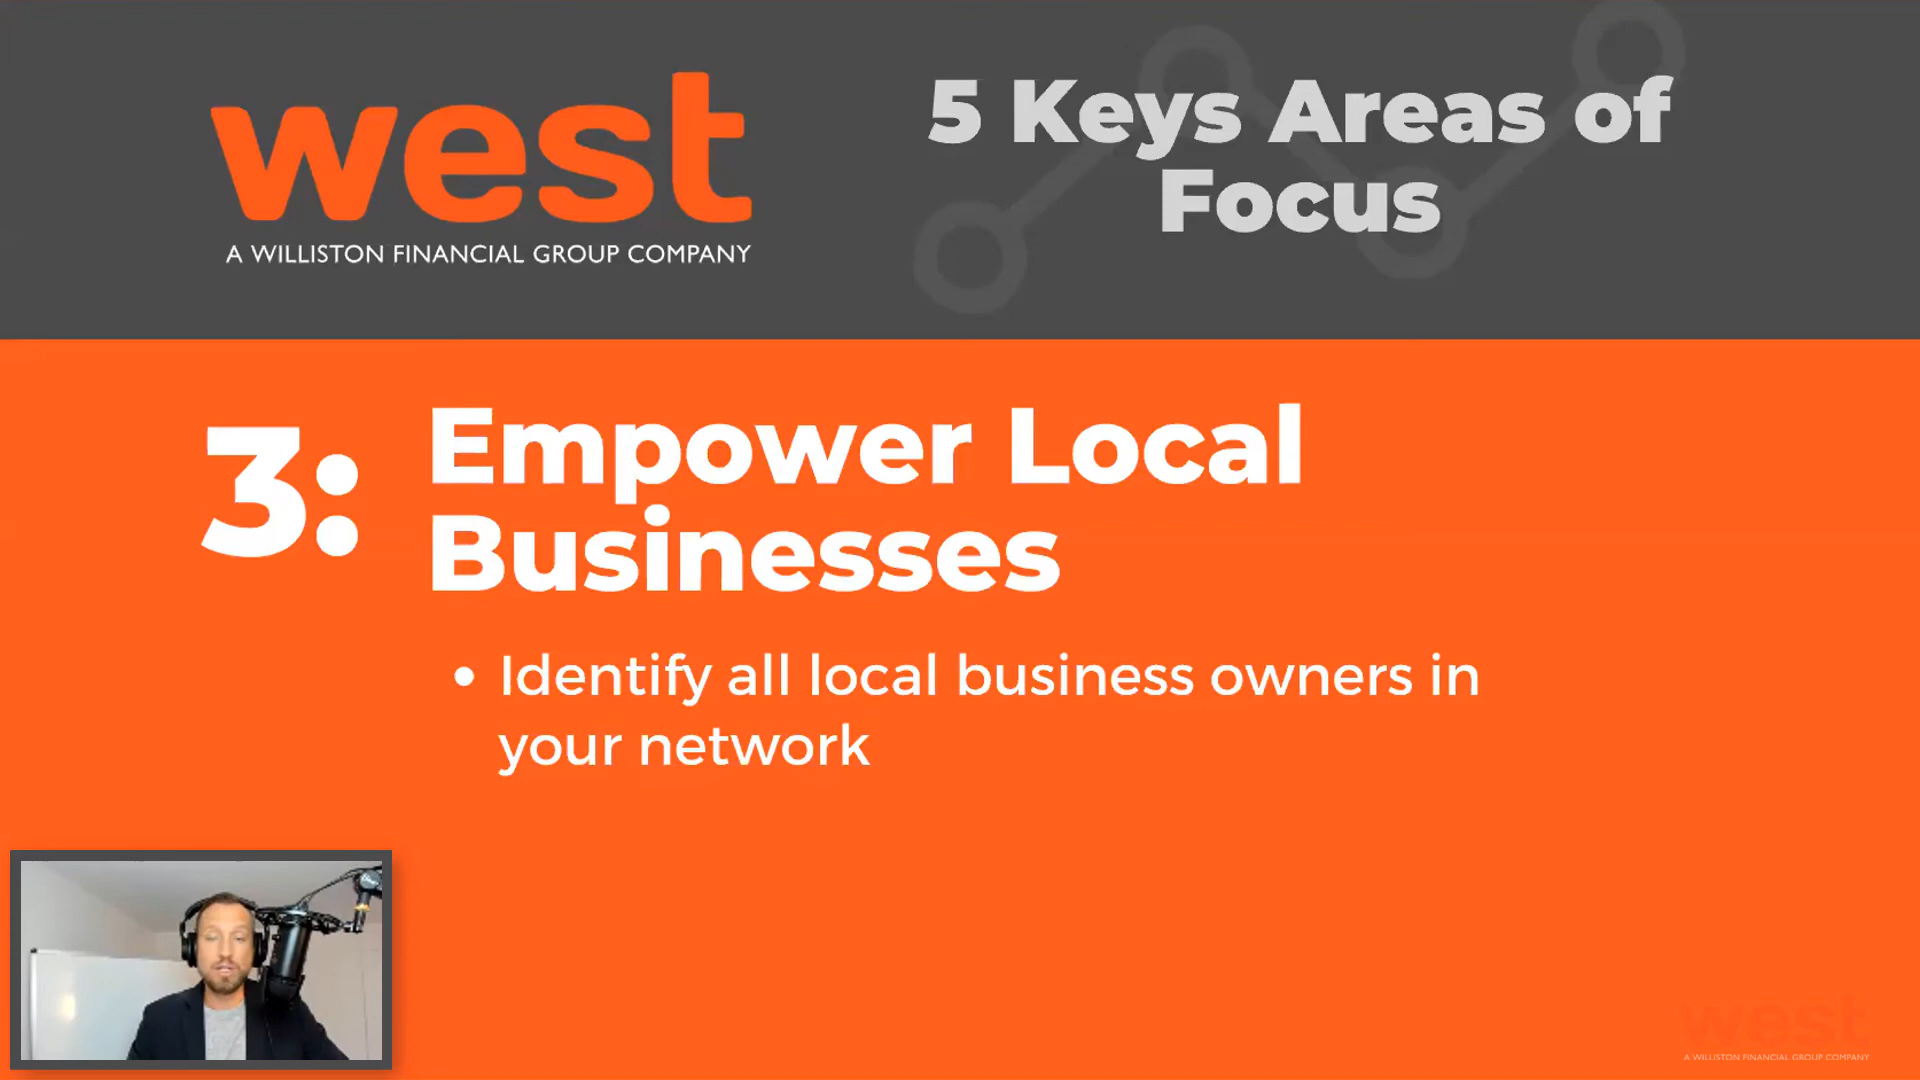 west
A WILLISTON FINANCIAL GROUP COMPANY
5 Keys Areas of
Focus
3:
Empower Local
Businesses
• Identify all local business owners in
your network
west
A WILLISTON FINANCIAL GROUP COMPANY